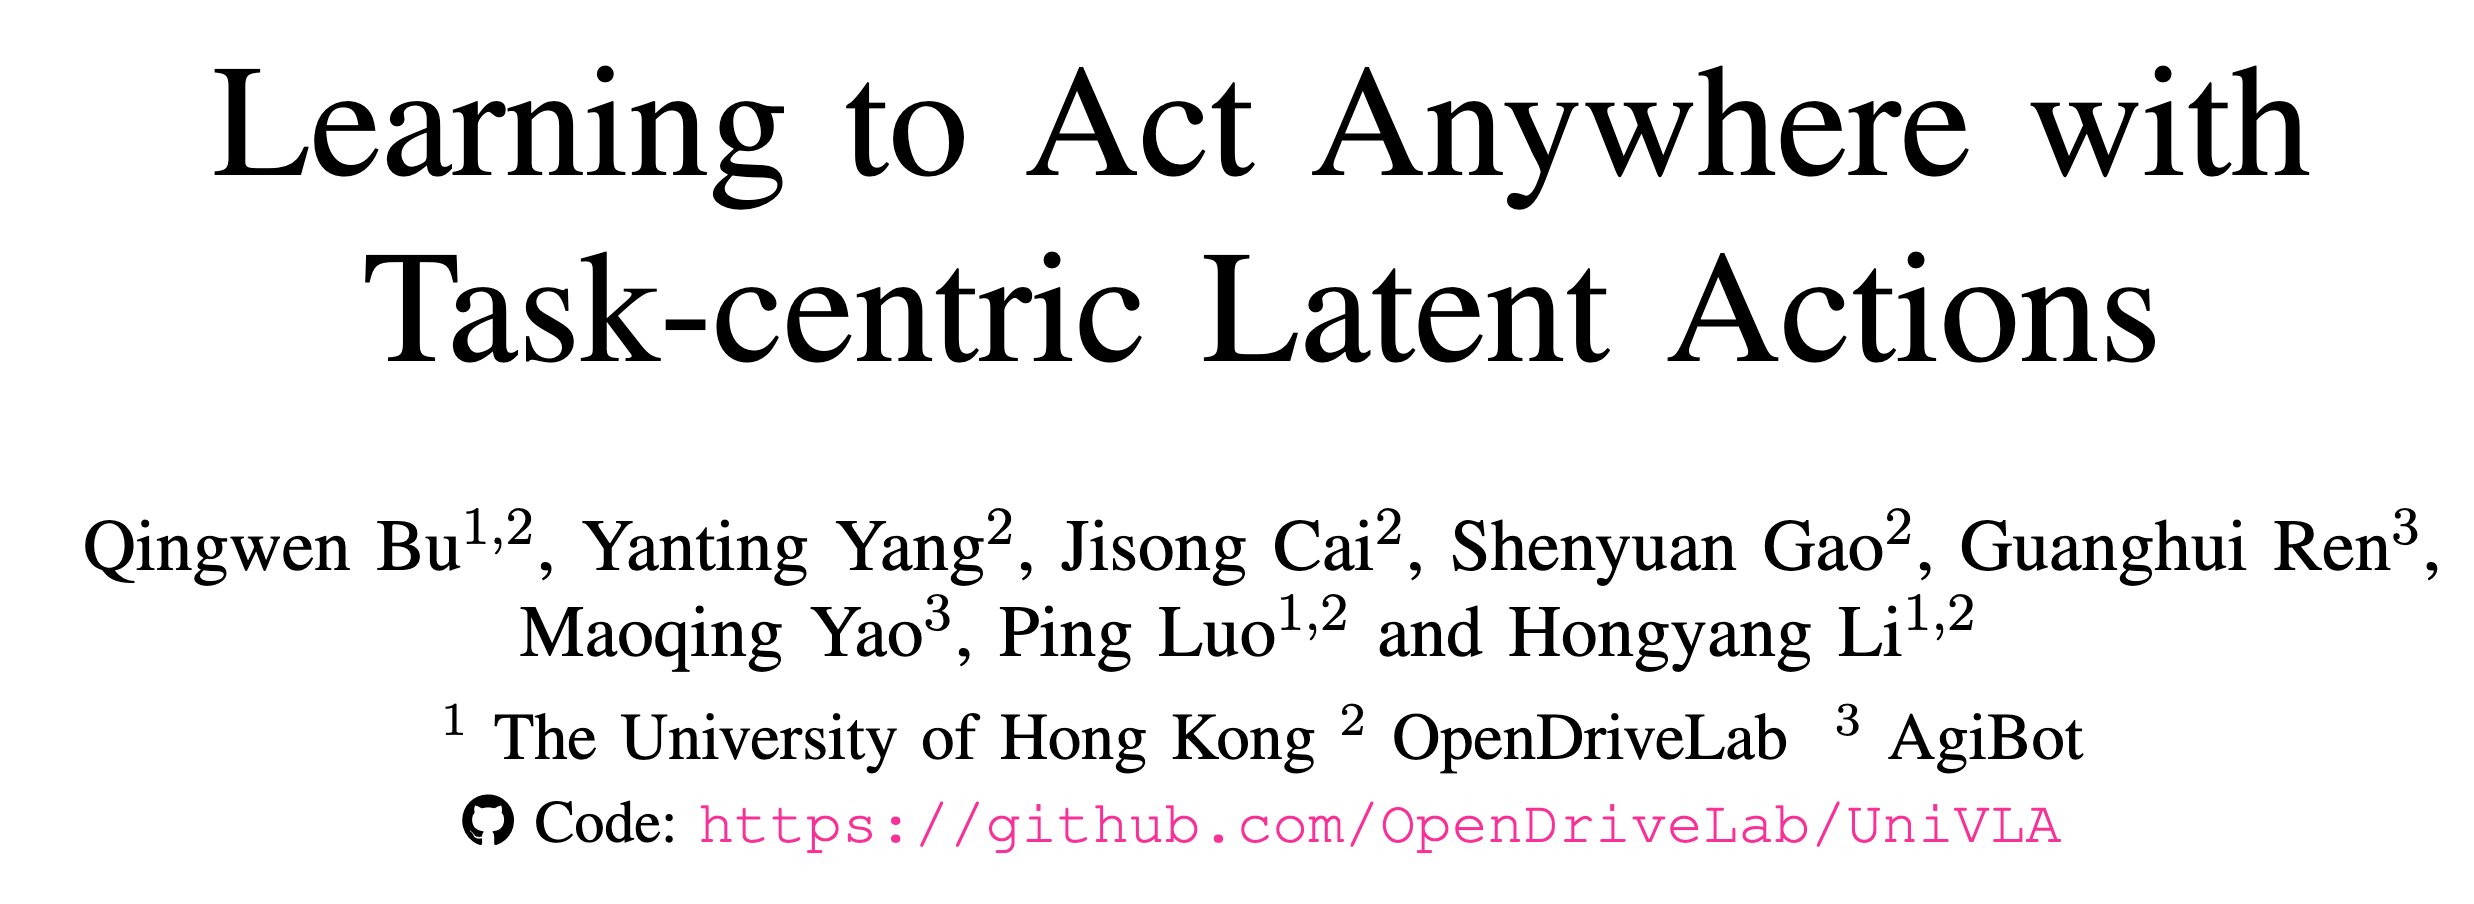 Learning to Act Anywhere with
Task-centric Latent Actions
Qingwen Bu1,2, Yanting Yang2, Jisong Cai2, Shenyuan Gao2, Guanghui Ren3,
Maoqing Yao3, Ping Luo1,2 and Hongyang Li1,2
1 The University of Hong Kong 2 OpenDriveLab 3 AgiBot
Code: https://github.com/OpenDriveLab/UniVLA